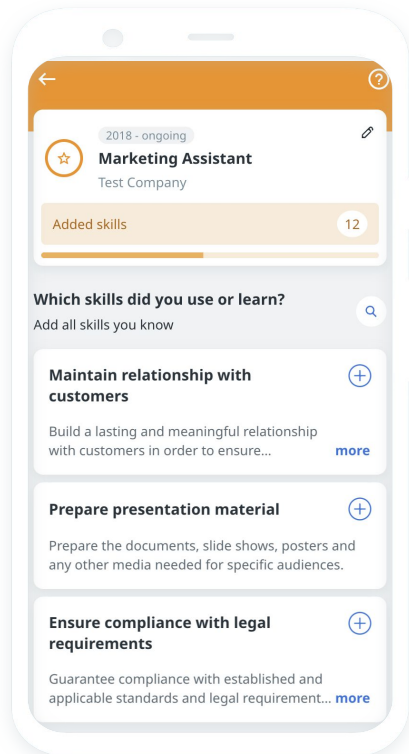 2018 - ongoing
Marketing Assistant
Test Company
Added skills 12
Which skills did you use or learn?
Add all skills you know
Maintain relationship with
customers
Build a lasting and meaningful relationship
with customers in order to ensure... more
Prepare presentation material
Prepare the documents, slide shows, posters and
any other media needed for specific audiences.
Ensure compliance with legal
requirements
Guarantee compliance with established and
applicable standards and legal requirement... more